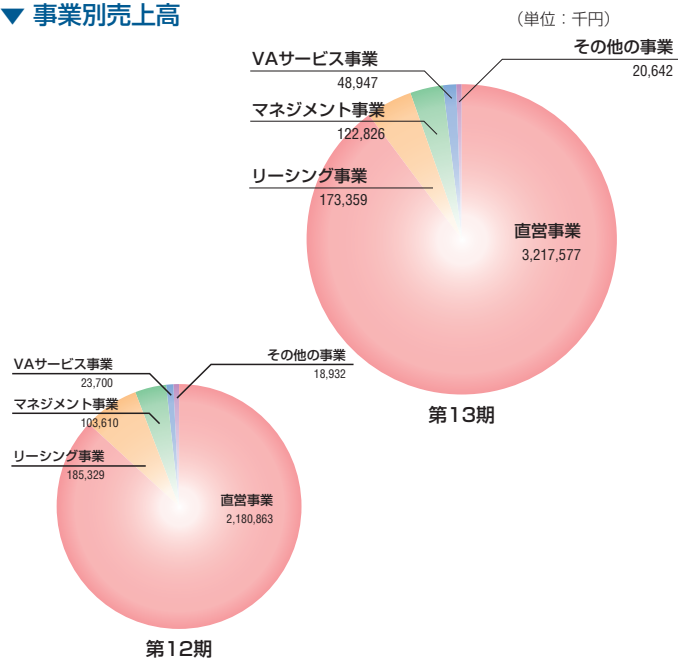 ▼ 事業別売上高
（単位：千円）
VAサービス事業
48,947
その他の事業
20,642
マネジメント事業
122,826
リーシング事業
173,359
直営事業
3,217,577
第13期
VAサービス事業
23,700
その他の事業
18,932
マネジメント事業
103,610
リーシング事業
185,329
直営事業
2,180,863
第12期